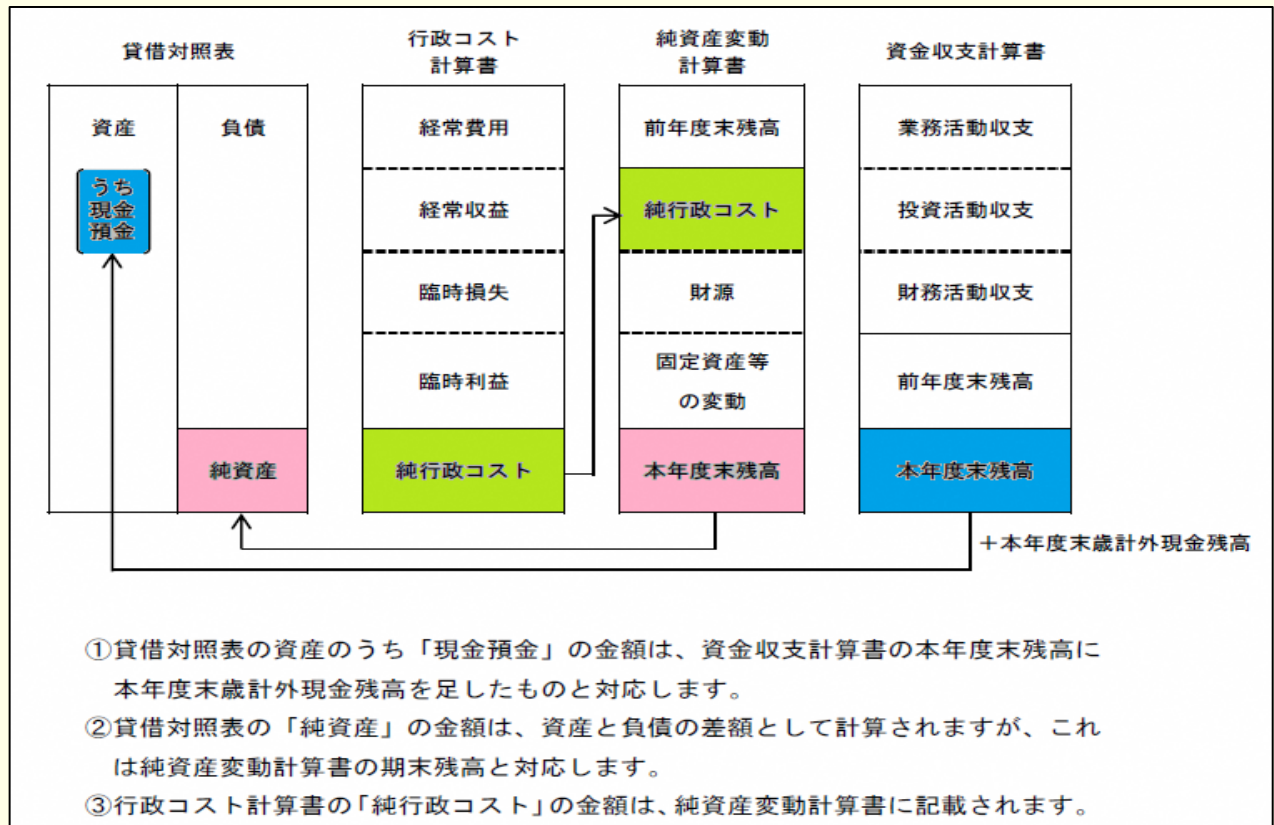 貸借対照表
行政コスト
計算書
純資産変動
計算書
資金収支計算書
資産
負債
うち
現金
預金
純資産
経常費用
経常収益
臨時損失
臨時利益
純行政コスト
前年度末残高
純行政コスト
財源
固定資産等
の変動
本年度末残高
業務活動収支
投資活動収支
財務活動収支
前年度末残高
本年度末残高
＋本年度末歳計外現金残高
①貸借対照表の資産のうち「現金預金」の金額は、資金収支計算書の本年度末残高に
本年度末歳計外現金残高を足したものと対応します。
②貸借対照表の「純資産」の金額は、資産と負債の差額として計算されますが、これ
は純資産変動計算書の期末残高と対応します。
③行政コスト計算書の「純行政コスト」の金額は、純資産変動計算書に記載されます。